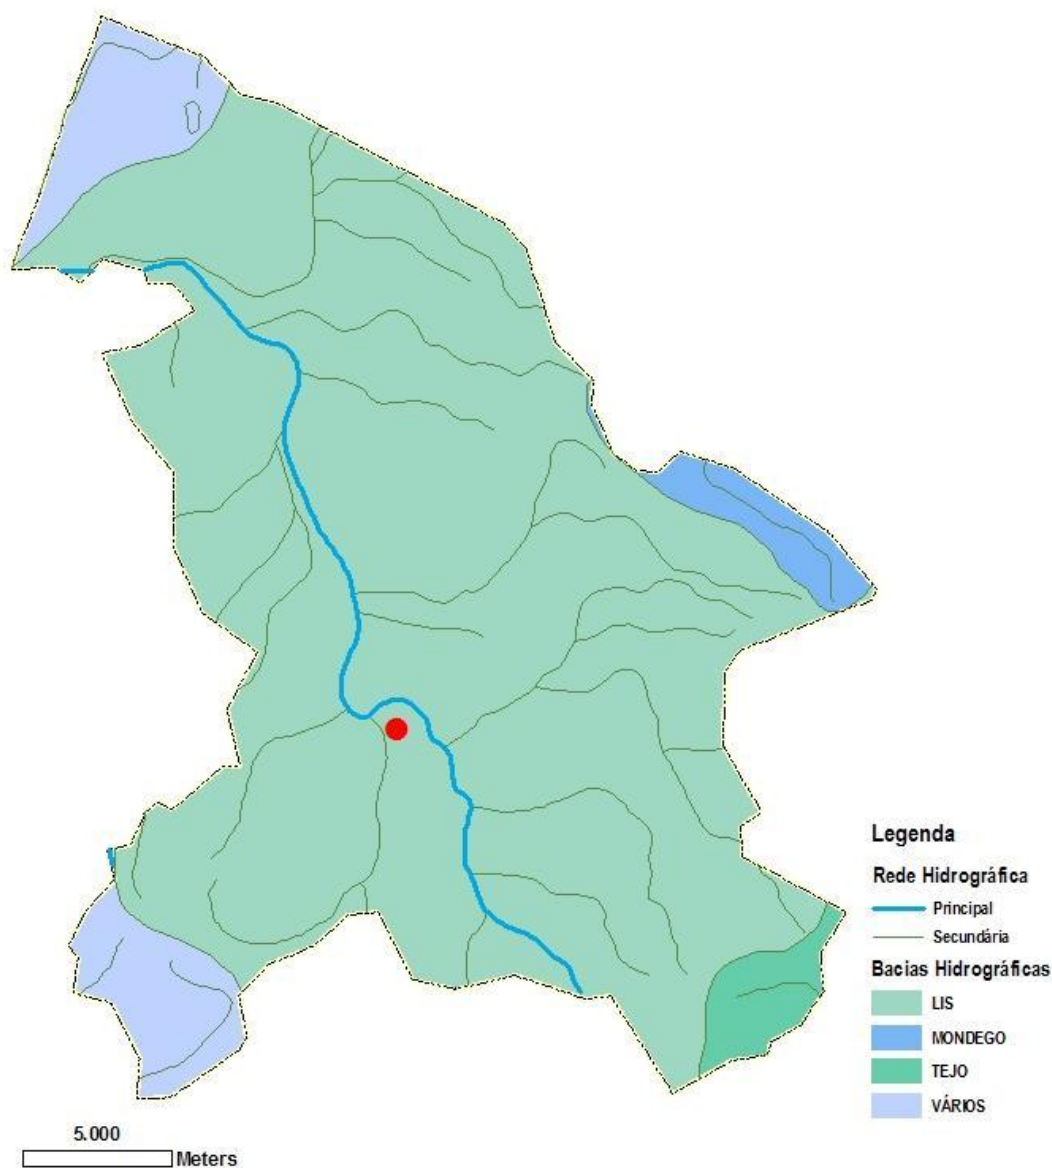 Legenda
Rede Hidrográfica
Principal
Secundária
Bacias Hidrográficas
LIS
MONDEGO
TEJO
VÁRIOS
5.000
Meters